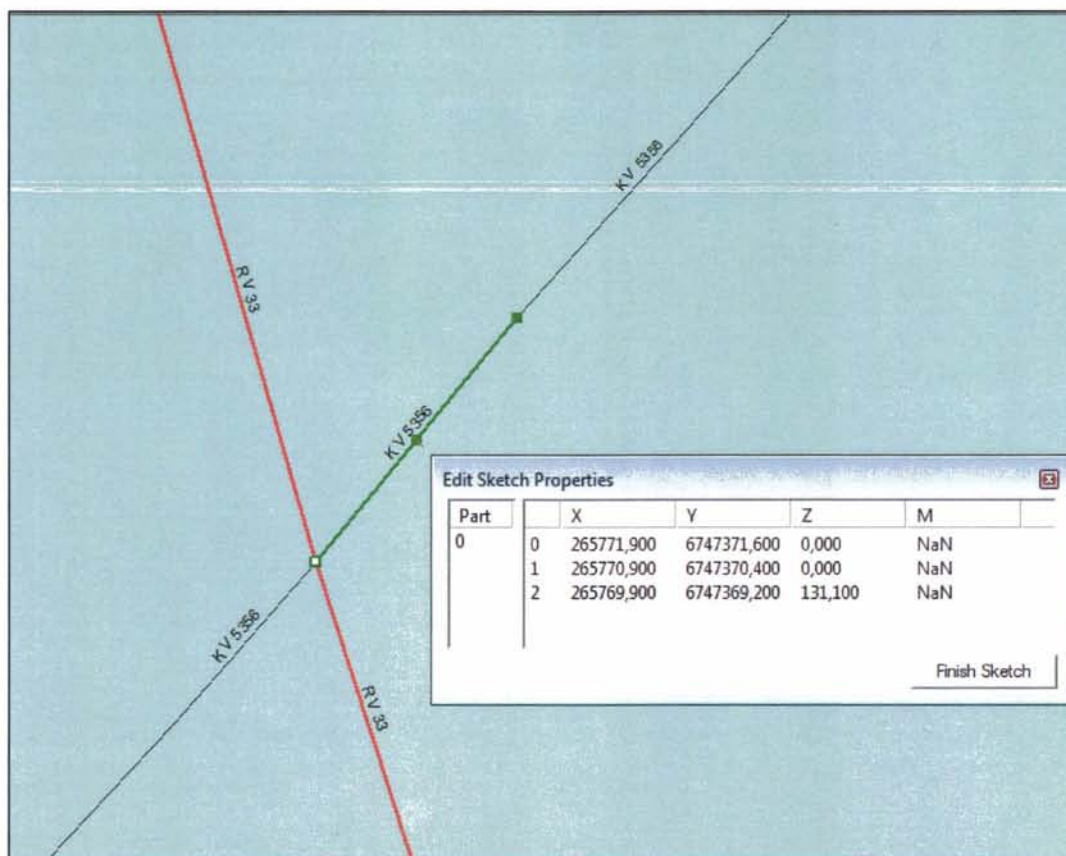 KV 5356
RV 33
KV 5356
Edit Sketch Properties
Part X Y Z M
0 0 265771,900 6747371,600 0,000 NaN
1 265770,900 6747370,400 0,000 NaN
2 265769,900 6747369,200 131,100 NaN
Finish Sketch
KV 5356
RV 33